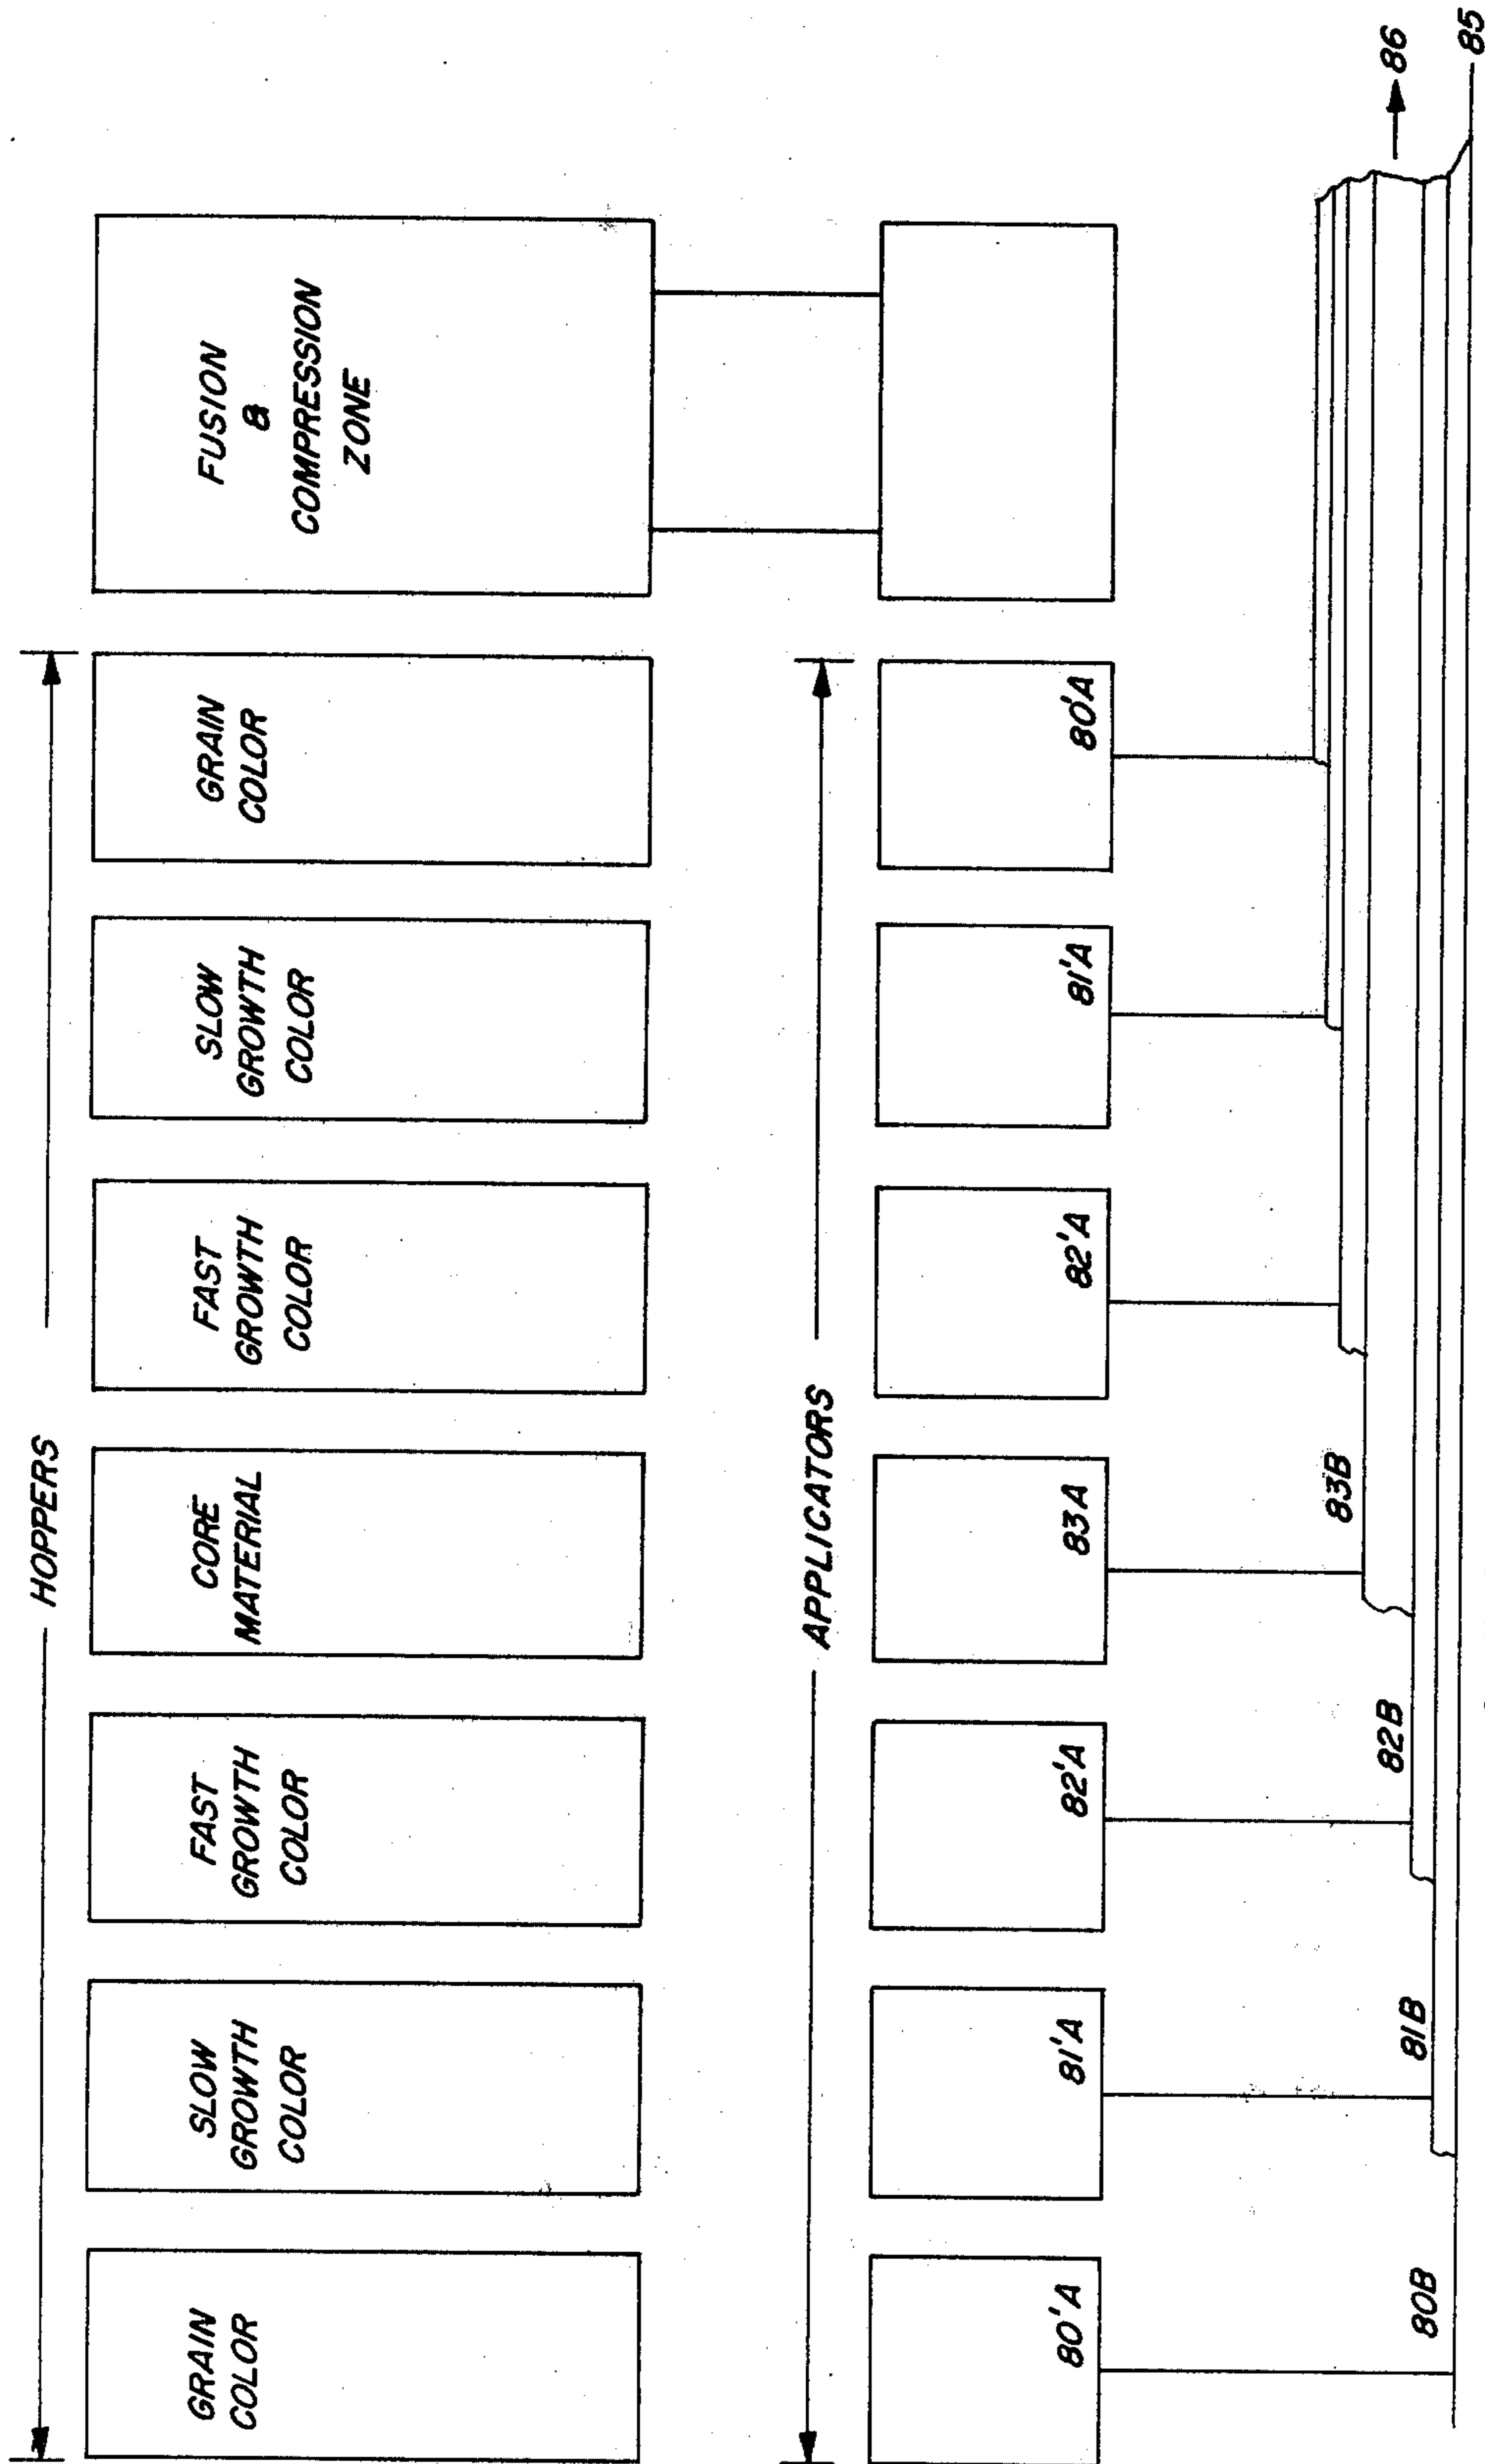 HOPPERS
GRAIN
COLOR
SLOW
GROWTH
COLOR
FAST
GROWTH
COLOR
CORE
MATERIAL
FAST
GROWTH
COLOR
SLOW
GROWTH
COLOR
GRAIN
COLOR
FUSION
&
COMPRESSION
ZONE
APPLICATORS
80'A
81'A
82'A
83A
82'A
81'A
80'A
80B
81B
82B
83B
86
85